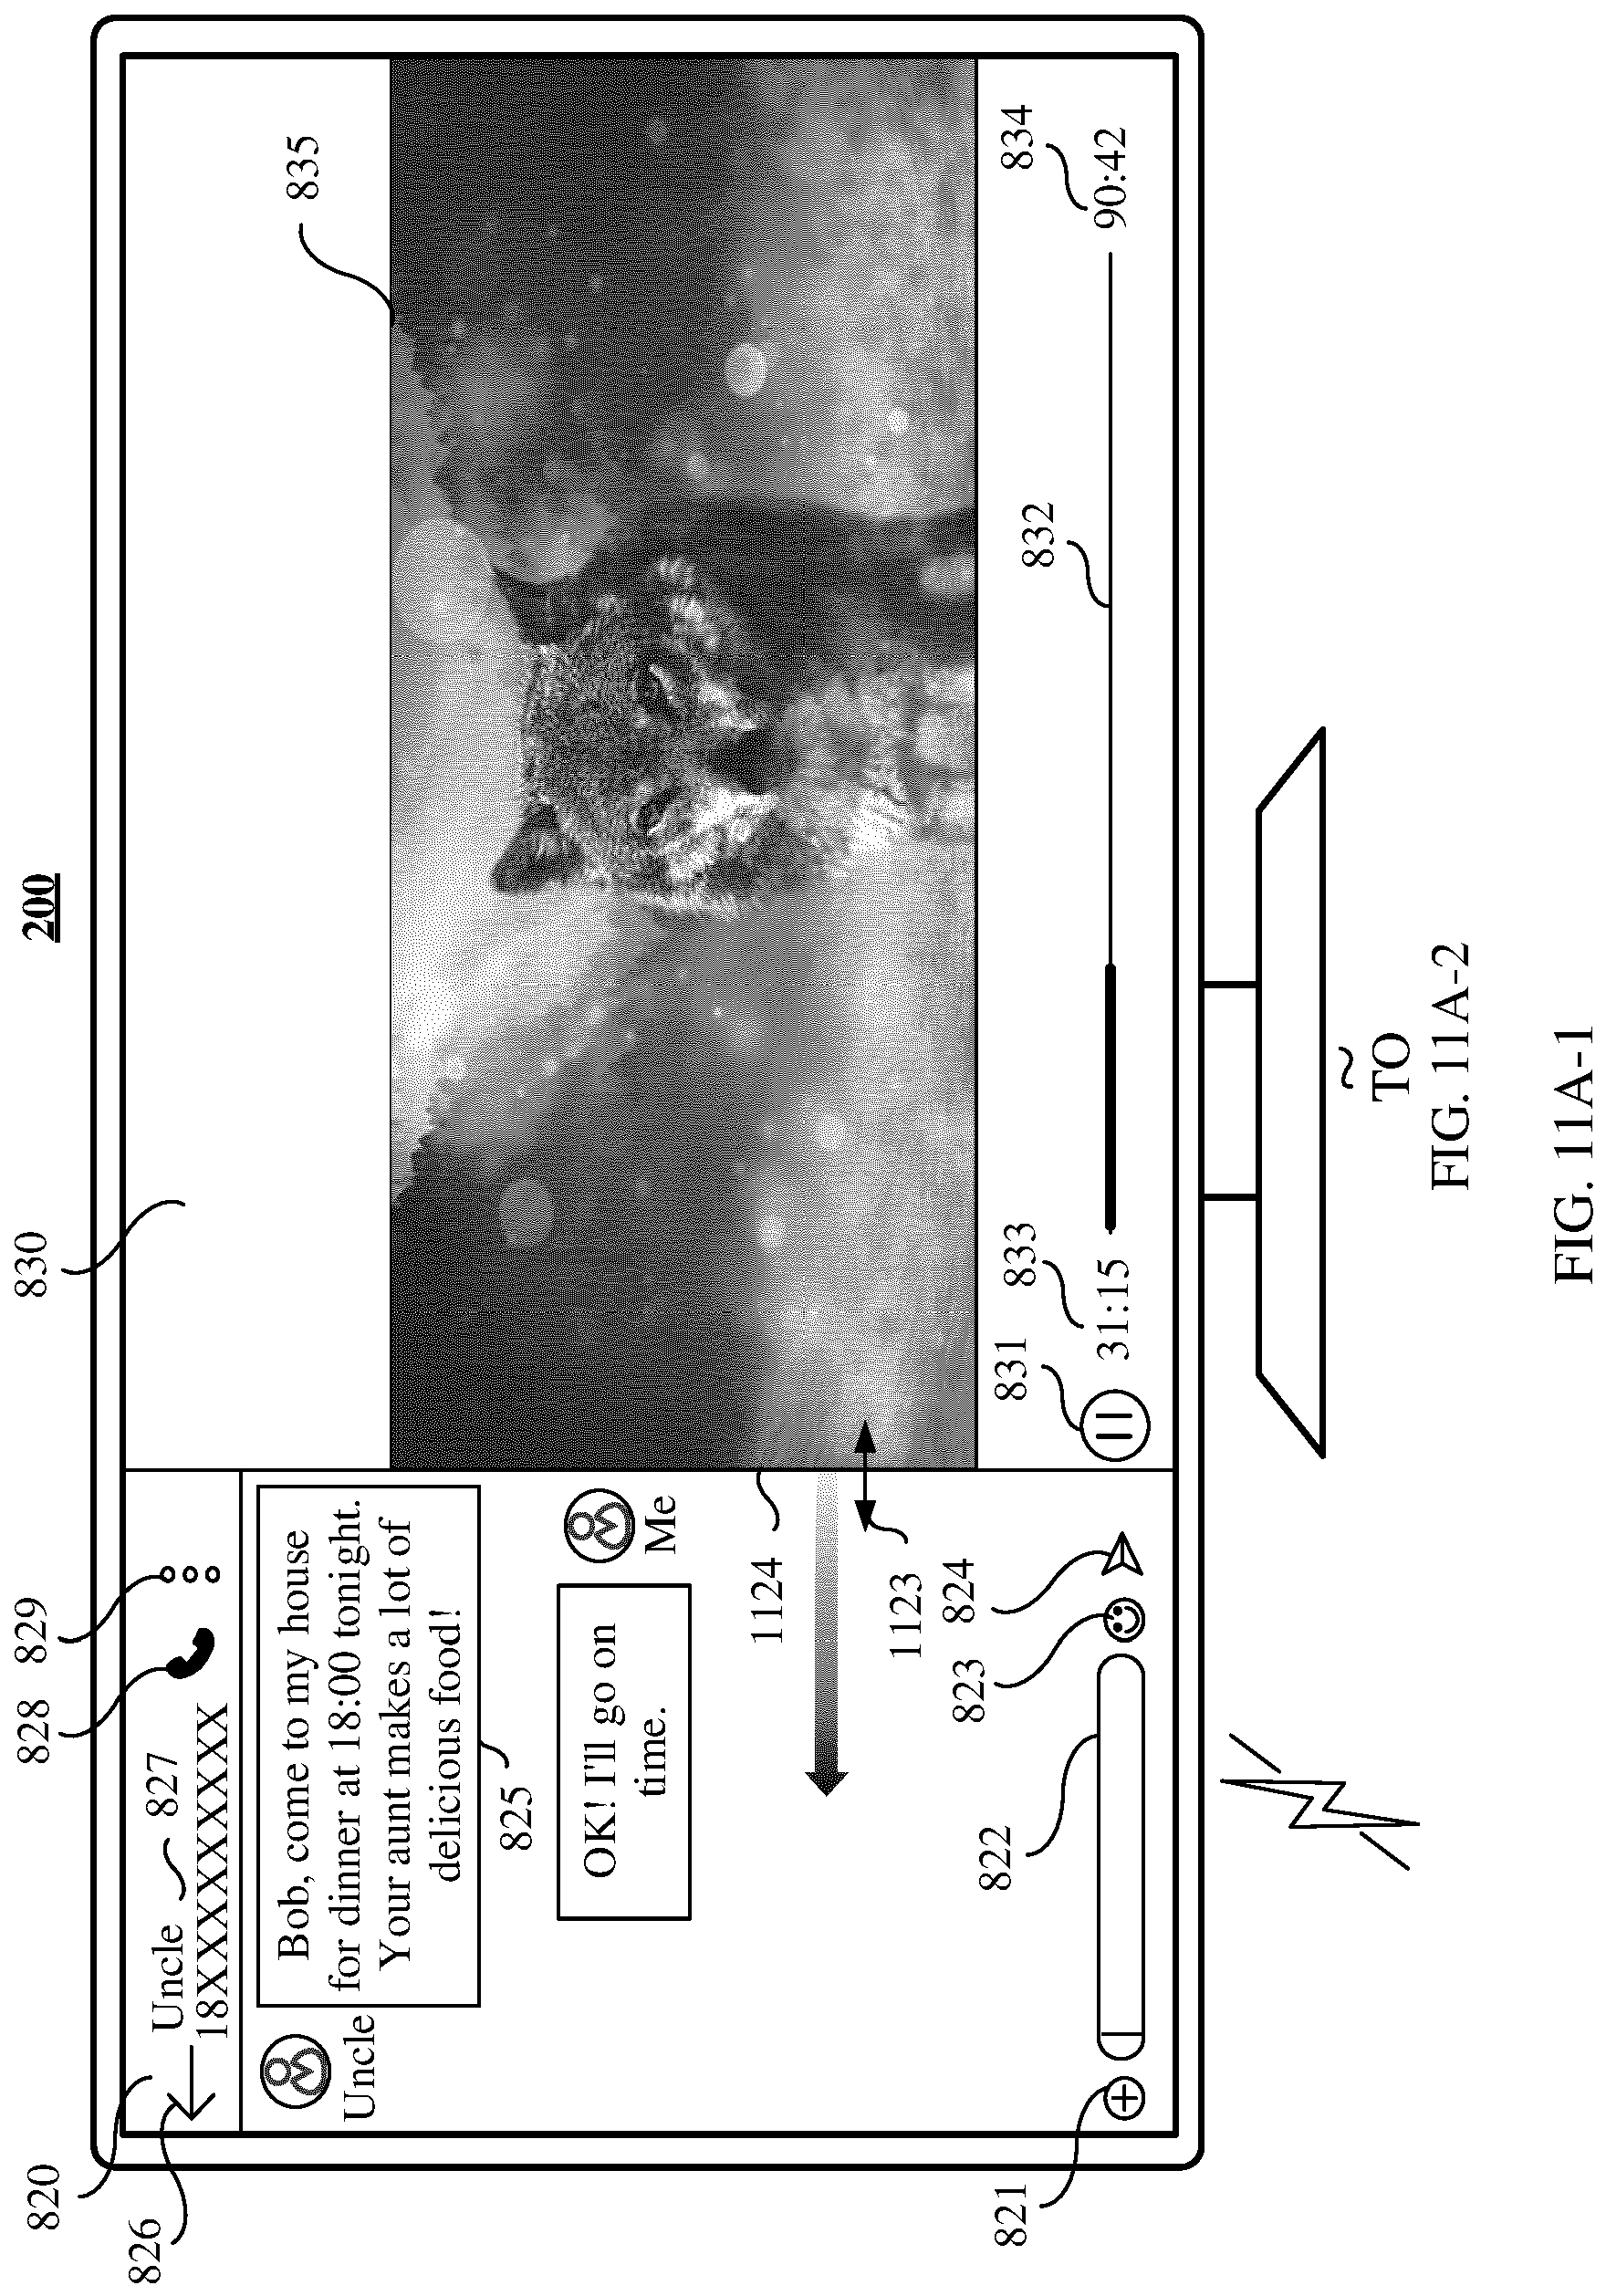 200
820
826
Uncle
827
18XXXXXXXXX
828
829
830
835
Bob, come to my house
for dinner at 18:00 tonight.
Your aunt makes a lot of
delicious food!
Uncle
825
OK! I'll go on
time.
Me
1124
1123
821
822
823
824
831
833
31:15
832
834
90:42
TO
FIG. 11A-2
FIG. 11A-1